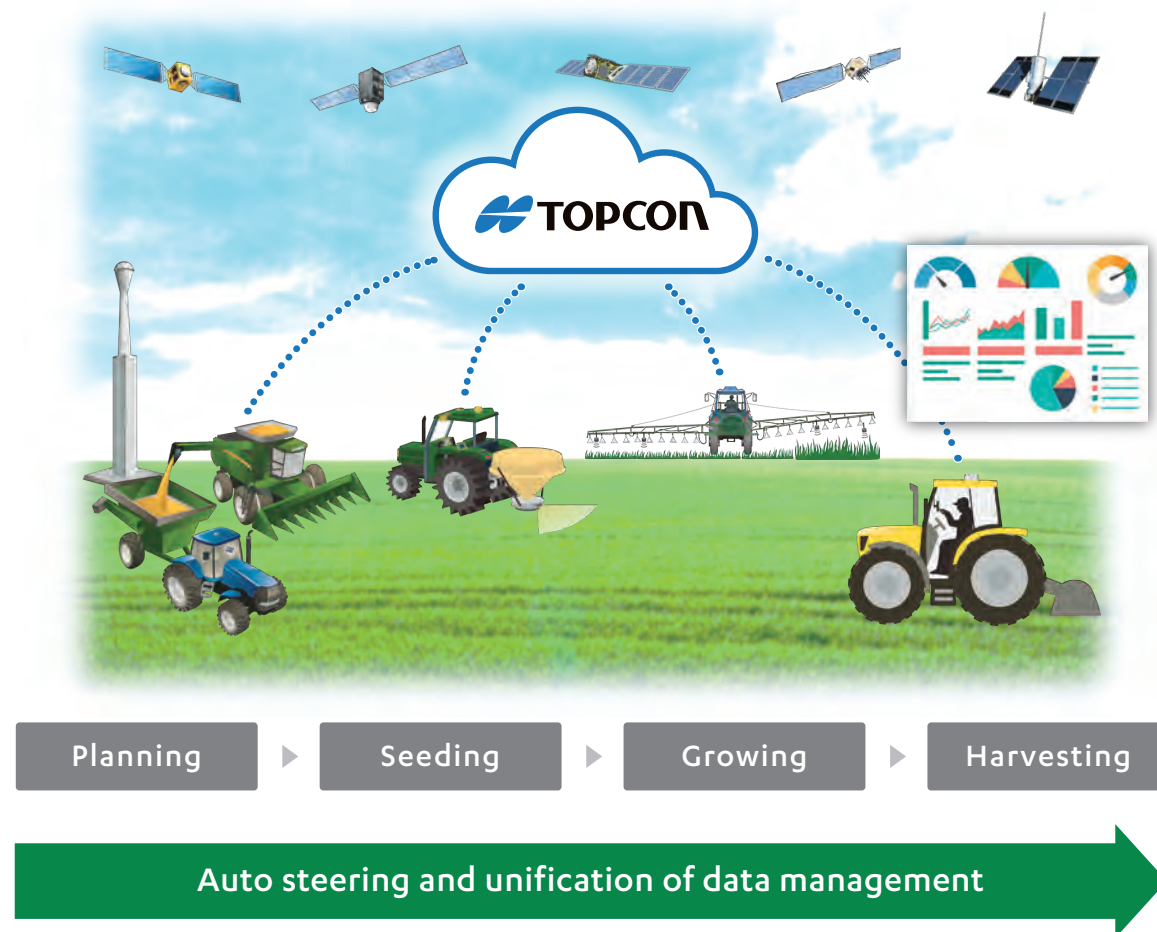 TOPCON
Planning
Seeding
Growing
Harvesting
Auto steering and unification of data management